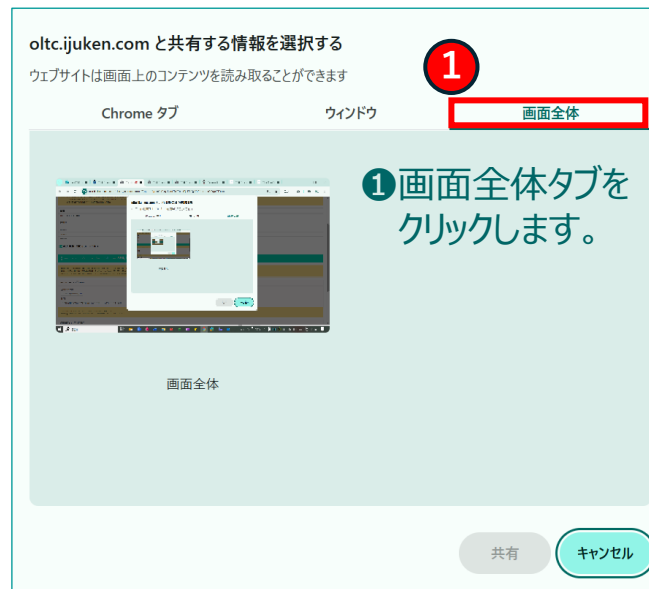 oltc.ijuken.com と共有する情報を選択する
ウェブサイトは画面上のコンテンツを読み取ることができます
1
Chrome タブ
ウィンドウ
画面全体
❶画面全体タブを
クリックします。
画面全体
共有
キャンセル